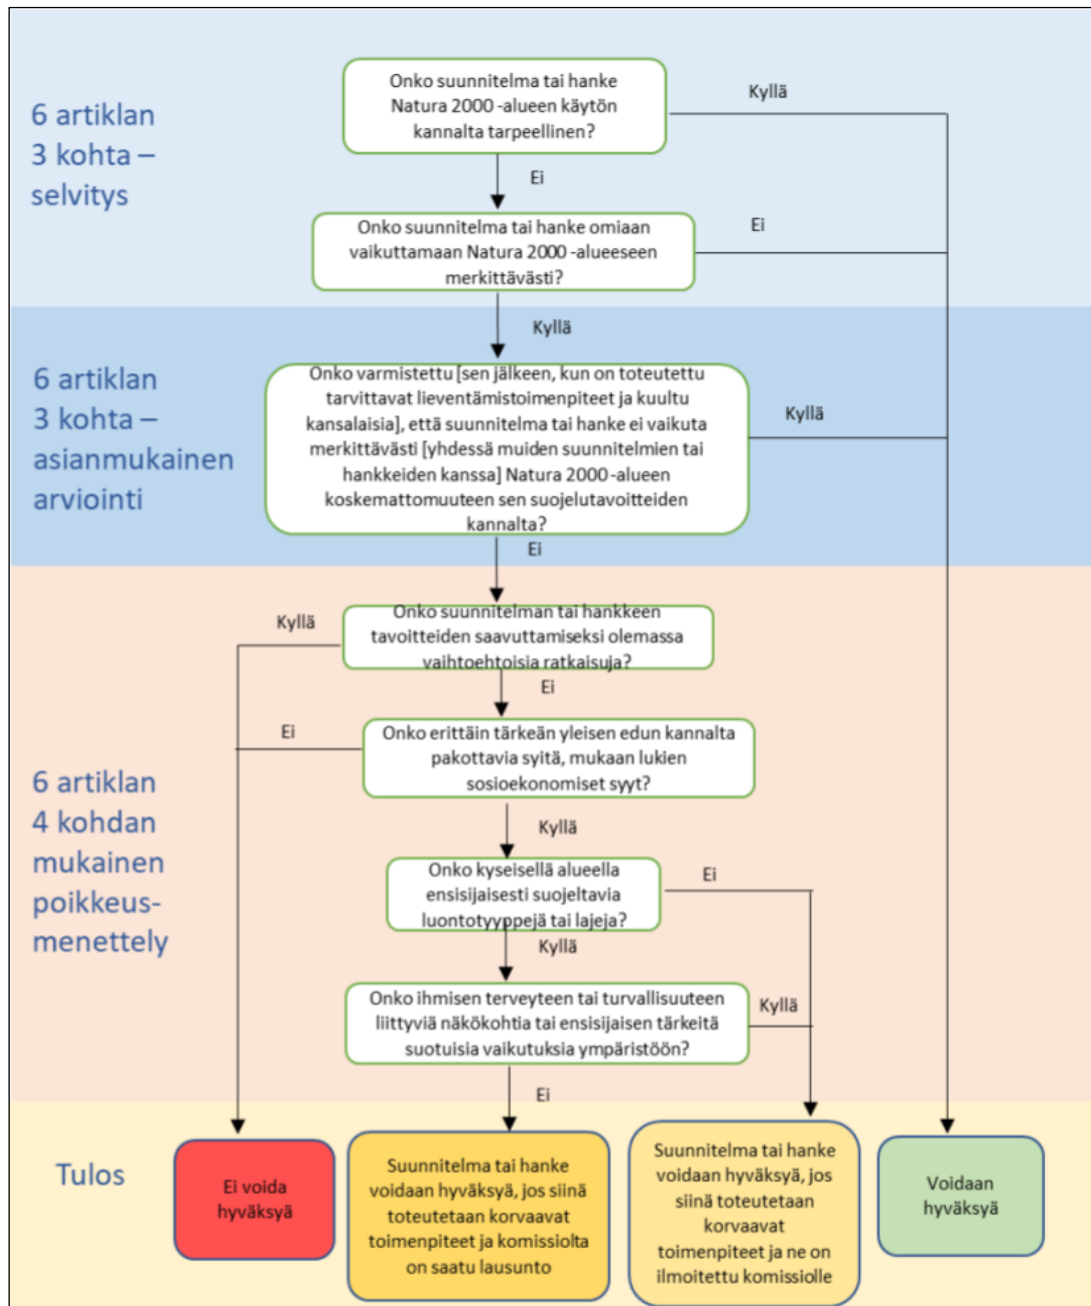 6 artiklan
3 kohta –
selvitys
Onko suunnitelma tai hanke
Natura 2000 -alueen käytön
kannalta tarpeellinen?
Kyllä
Ei
Onko suunnitelma tai hanke omiaan
vaikuttamaan Natura 2000 -alueeseen
merkittävästi?
Ei
Kyllä
6 artiklan
3 kohta –
asianmukainen
arviointi
Onko varmistettu [sen jälkeen, kun on toteutettu
tarvittavat lieventämistoimenpiteet ja kuultu
kansalaisia], että suunnitelma tai hanke ei vaikuta
merkittävästi [yhdessä muiden suunnitelmien tai
hankkeiden kanssa] Natura 2000 -alueen
koskemattomuuteen sen suojelutavoitteiden
kannalta?
Kyllä
Ei
6 artiklan
4 kohdan
mukainen
poikkeus-
menettely
Onko suunnitelman tai hankkeen
tavoitteiden saavuttamiseksi olemassa
vaihtoehtoisia ratkaisuja?
Kyllä
Ei
Onko erittäin tärkeän yleisen edun kannalta
pakottavia syitä, mukaan lukien
sosioekonomiset syyt?
Ei
Kyllä
Onko kyseisellä alueella
ensisijaisesti suojeltavia
luontotyyppejä tai lajeja?
Ei
Kyllä
Onko ihmisen terveyteen tai turvallisuuteen
liittyviä näkökohtia tai ensisijaisen tärkeitä
suotuisia vaikutuksia ympäristöön?
Kyllä
Ei
Tulos
Ei voida
hyväksyä
Suunnitelma tai hanke
voidaan hyväksyä, jos siinä
toteutetaan korvaavat
toimenpiteet ja komissiolta
on saatu lausunto
Suunnitelma tai hanke
voidaan hyväksyä, jos
siinä toteutetaan
korvaavat
toimenpiteet ja ne on
ilmoitettu komissiolle
Voidaan
hyväksyä